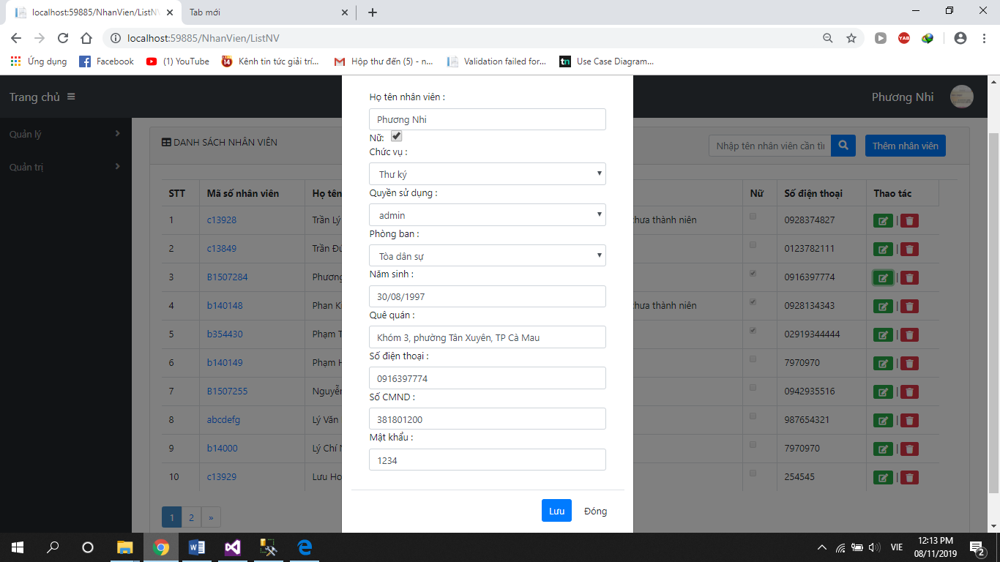 localhost:59885/NhanVien/ListNV
Tab mới
localhost:59885/NhanVien/ListNV
Ứng dụng
Facebook
(1) YouTube
Kênh tin tức giải trí...
Hộp thư đến (5) - n...
Validation failed for...
Use Case Diagram...
Trang chủ
Phương Nhi
Quản lý
Quản trị
DANH SÁCH NHÂN VIÊN
Nhập tên nhân viên cần tìr
Thêm nhân viên
STT Mã số nhân viên Họ tên Nữ Số điện thoại Thao tác
1 c13928 Trần Lý chưa thành niên 0928374827 |
2 c13849 Trần Đú 0123782111 |
3 B1507284 Phương 0916397774 |
4 b140148 Phan K chưa thành niên 0928134343 |
5 b354430 Phạm T 02919344444 |
6 b140149 Phạm H 7970970 |
7 B1507255 Nguyễn 0942935516 |
8 abcdefg Lý Văn 987654321 |
9 b14000 Lý Chí 7970970 |
10 c13929 Lưu Ho 254545 |
1 2 »
Họ tên nhân viên :
Phương Nhi
Nữ:
Chức vụ :
Thư ký
Quyền sử dụng :
admin
Phòng ban :
Tòa dân sự
Năm sinh :
30/08/1997
Quê quán :
Khóm 3, phường Tân Xuyên, TP Cà Mau
Số điện thoại :
0916397774
Số CMND :
381801200
Mật khẩu :
1234
Lưu Đóng
VIE
12:13 PM
08/11/2019
2